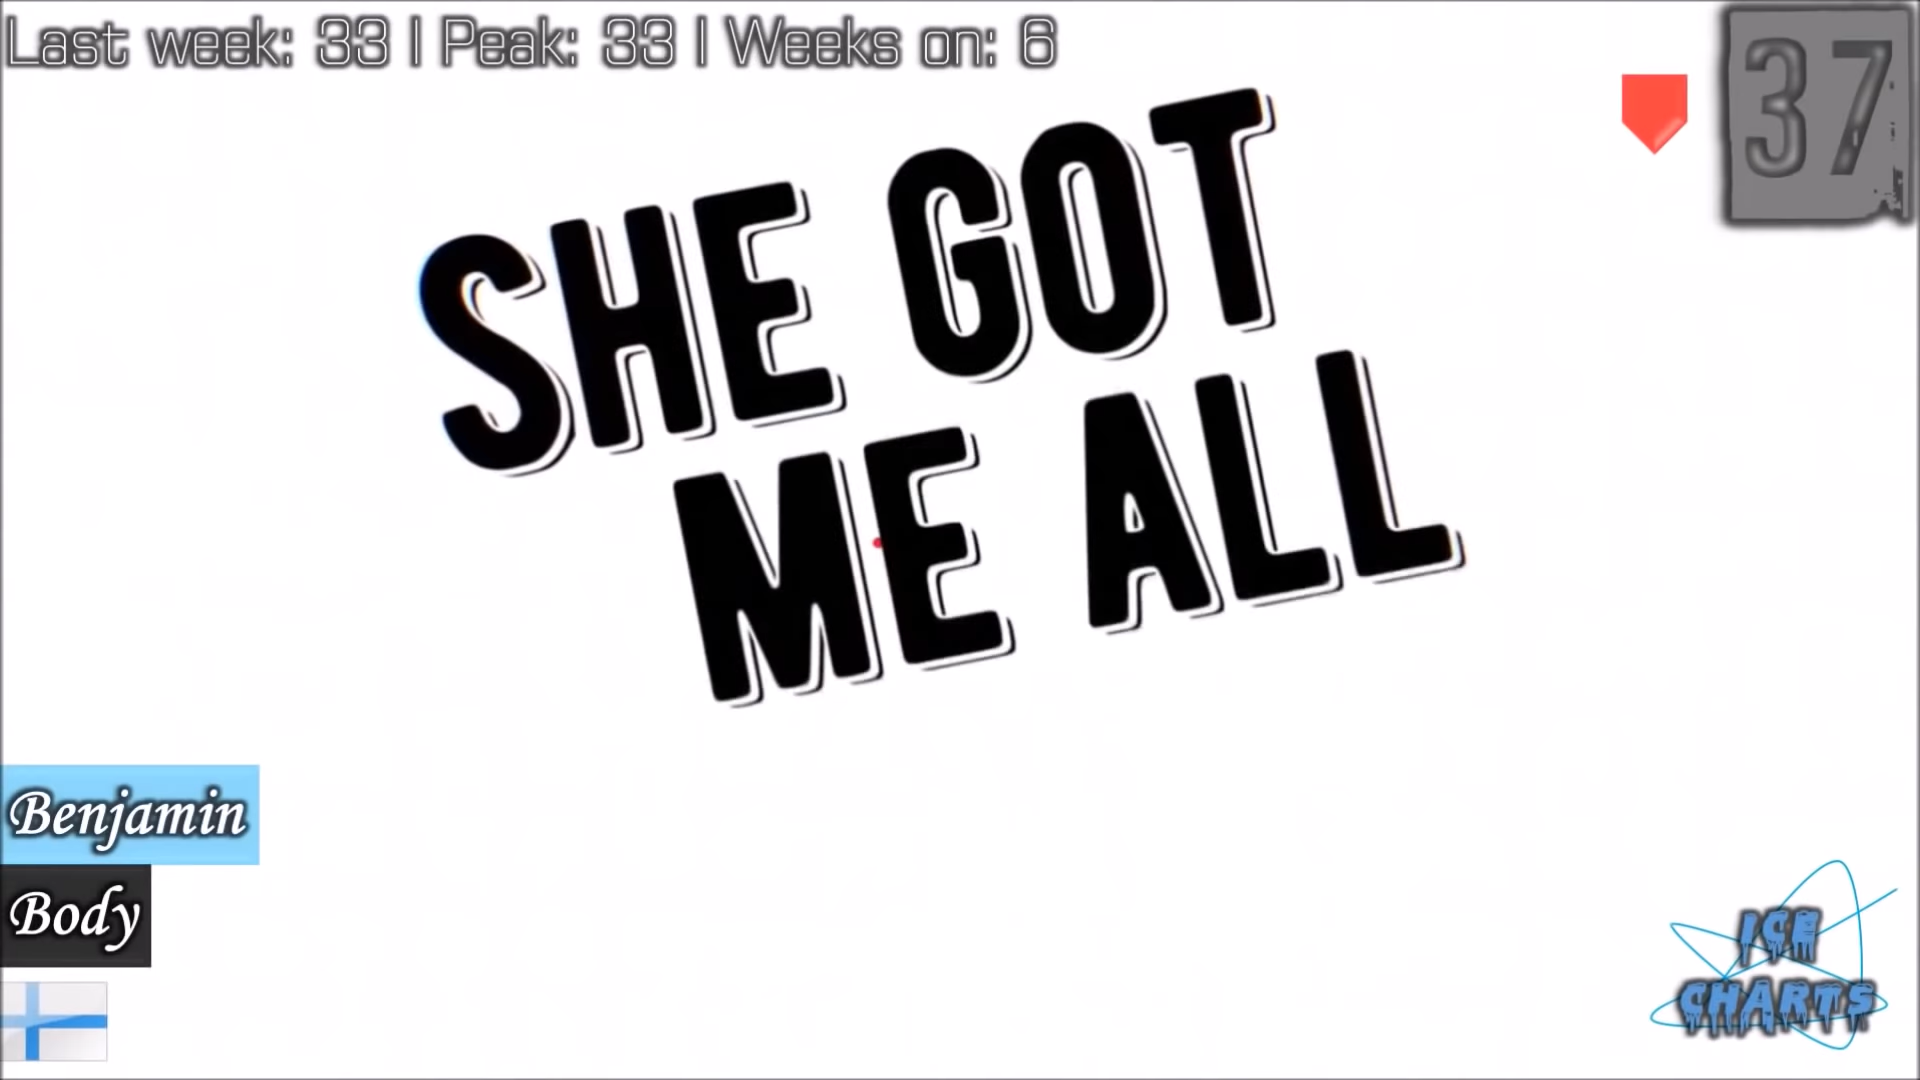 Last week: 33 | Peak: 33 | Weeks on: 6
37
SHE GOT
ME ALL
Benjamin
Body
ICE
CHARTS